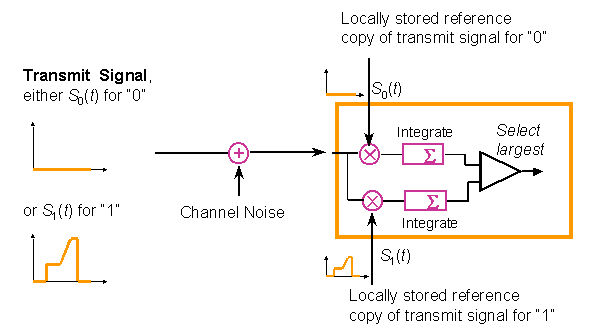 Locally stored reference
copy of transmit signal for "0"
Transmit Signal,
either S₀(t) for "0"
S₀(t)
Integrate
Select
largest
Σ
+
×
or S₁(t) for "1"
Channel Noise
×
Σ
Integrate
S₁(t)
Locally stored reference
copy of transmit signal for "1"